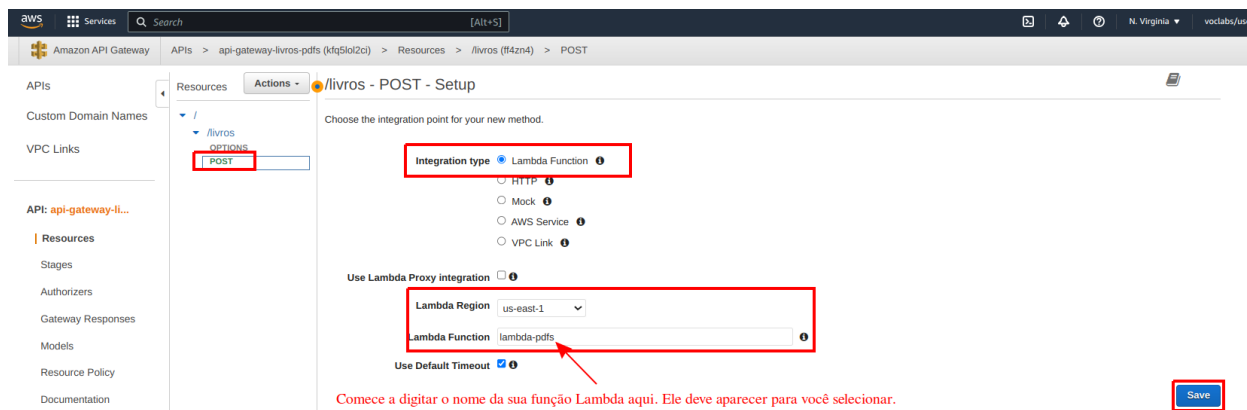 aws Services Search [Alt+S] N. Virginia voclabs/use
Amazon API Gateway APIs > api-gateway-livros-pdfs (kfq5lol2ci) > Resources > /livros (ff4zn4) > POST
APIs
Custom Domain Names
VPC Links
API: api-gateway-li...
Resources
Stages
Authorizers
Gateway Responses
Models
Resource Policy
Documentation
Resources Actions
/
/livros
OPTIONS
POST
/livros - POST - Setup
Choose the integration point for your new method.
Integration type Lambda Function
HTTP
Mock
AWS Service
VPC Link
Use Lambda Proxy integration
Lambda Region us-east-1
Lambda Function lambda-pdfs
Use Default Timeout
Comece a digitar o nome da sua função Lambda aqui. Ele deve aparecer para você selecionar.
Save